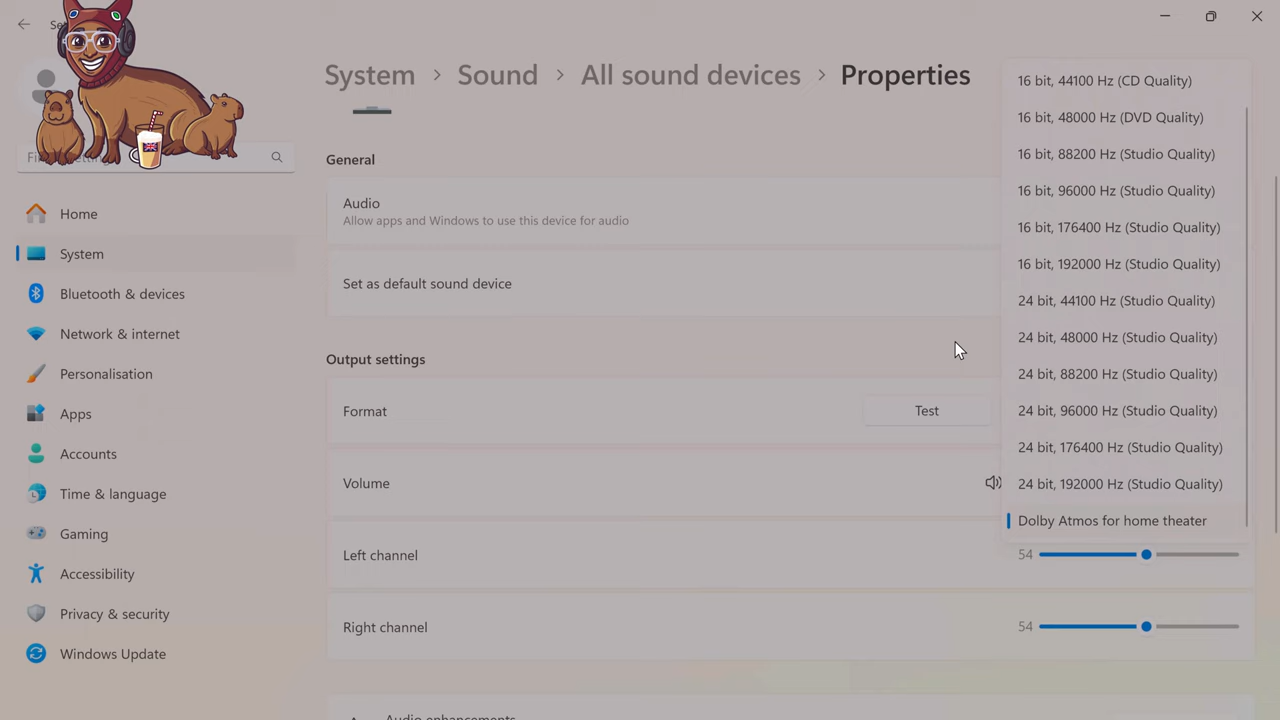 System > Sound > All sound devices > Properties
Home
System
Bluetooth & devices
Network & internet
Personalisation
Apps
Accounts
Time & language
Gaming
Accessibility
Privacy & security
Windows Update
General
Audio
Allow apps and Windows to use this device for audio
Set as default sound device
Output settings
Format
Test
Volume
Left channel
54
Right channel
54
Audio enhancements
16 bit, 44100 Hz (CD Quality)
16 bit, 48000 Hz (DVD Quality)
16 bit, 88200 Hz (Studio Quality)
16 bit, 96000 Hz (Studio Quality)
16 bit, 176400 Hz (Studio Quality)
16 bit, 192000 Hz (Studio Quality)
24 bit, 44100 Hz (Studio Quality)
24 bit, 48000 Hz (Studio Quality)
24 bit, 88200 Hz (Studio Quality)
24 bit, 96000 Hz (Studio Quality)
24 bit, 176400 Hz (Studio Quality)
24 bit, 192000 Hz (Studio Quality)
Dolby Atmos for home theater